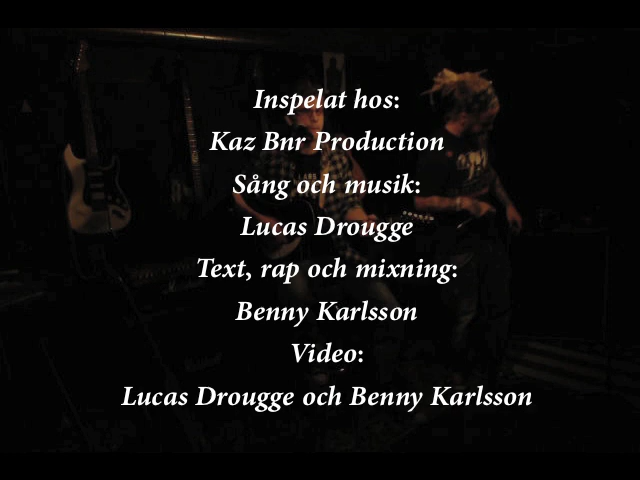 Inspelat hos:
Kaz Bnr Production
Sång och musik:
Lucas Drougge
Text, rap och mixning:
Benny Karlsson
Video:
Lucas Drougge och Benny Karlsson